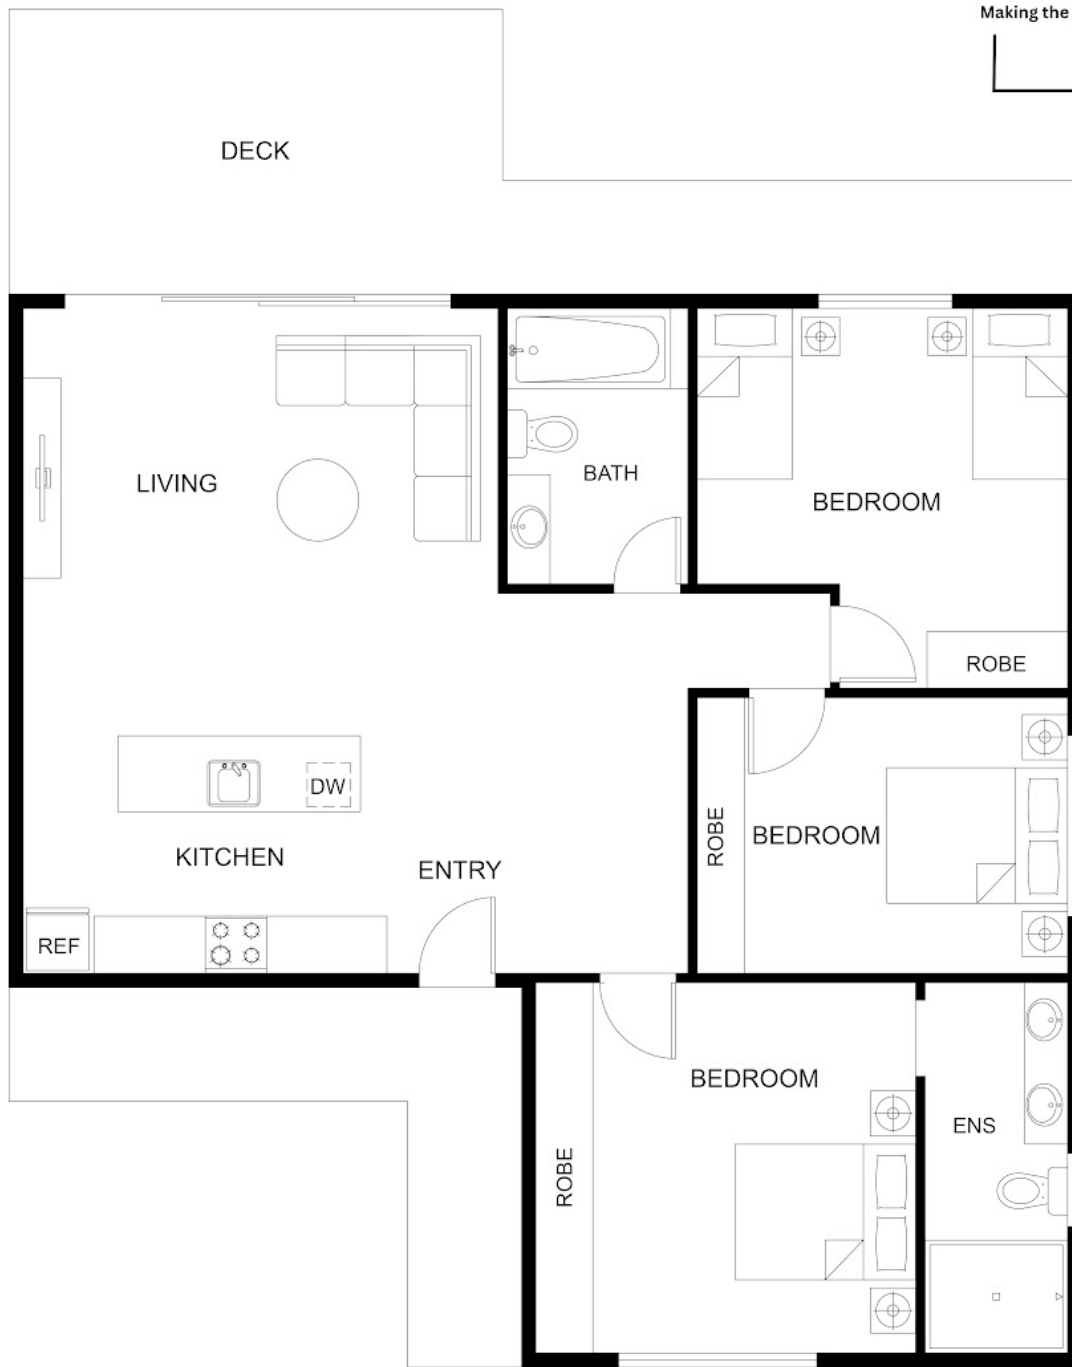 Making the
DECK
LIVING
BATH
BEDROOM
ROBE
DW
ROBE
BEDROOM
KITCHEN
ENTRY
REF
BEDROOM
ENS
ROBE